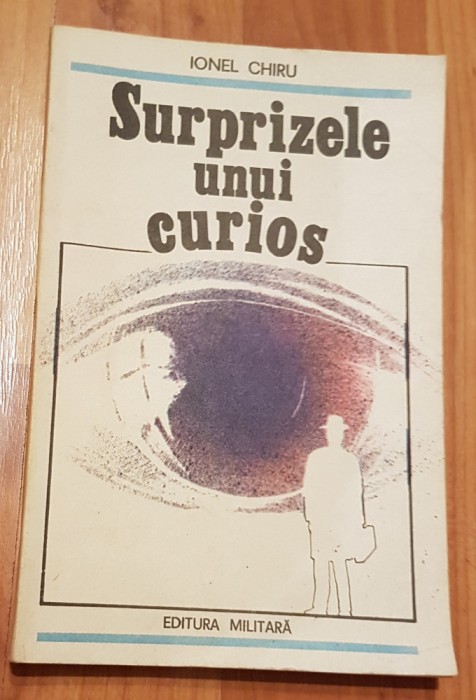 IONEL CHIRU
Surprizele
unui
curios
EDITURA MILITARĂ